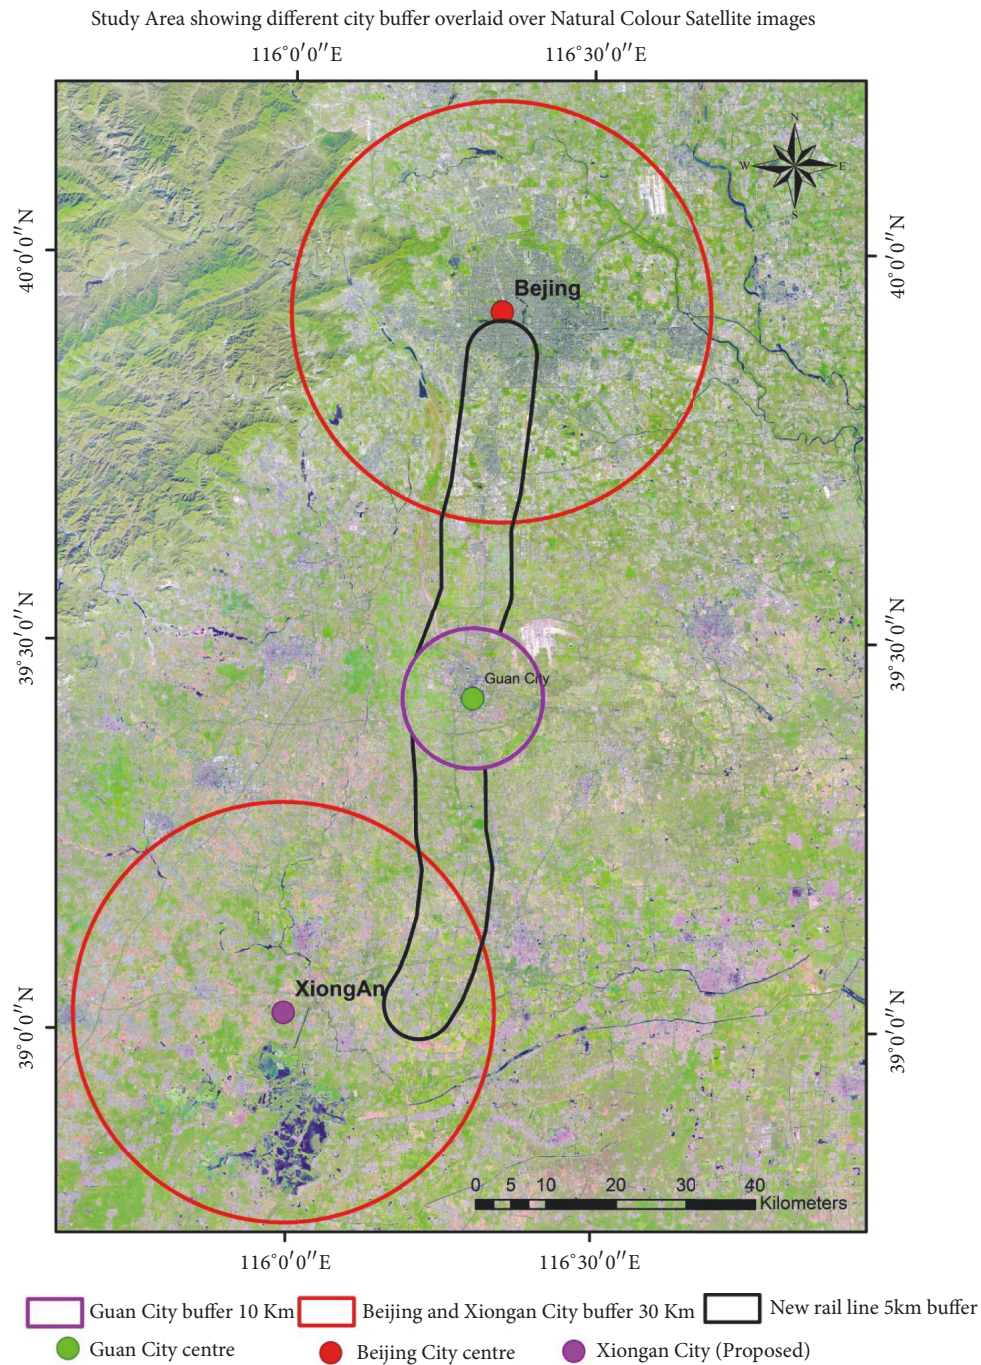 Study Area showing different city buffer overlaid over Natural Colour Satellite images
116°0′0″E 116°30′0″E
N
W E
S
40°0′0″N 40°0′0″N
Bejing
39°30′0″N 39°30′0″N
Guan City
XiongAn
39°0′0″N 39°0′0″N
0 5 10 20 30 40
Kilometers
116°0′0″E 116°30′0″E
Guan City buffer 10 Km Beijing and Xiongan City buffer 30 Km New rail line 5km buffer
Guan City centre Beijing City centre Xiongan City (Proposed)